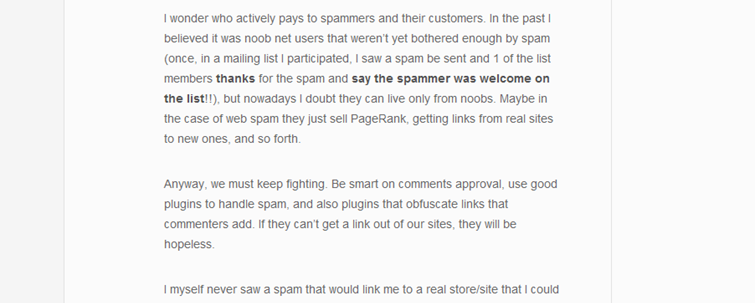 I wonder who actively pays to spammers and their customers. In the past I
believed it was noob net users that weren't yet bothered enough by spam
(once, in a mailing list I participated, I saw a spam be sent and 1 of the list
members thanks for the spam and say the spammer was welcome on
the list!!), but nowadays I doubt they can live only from noobs. Maybe in
the case of web spam they just sell PageRank, getting links from real sites
to new ones, and so forth.
Anyway, we must keep fighting. Be smart on comments approval, use good
plugins to handle spam, and also plugins that obfuscate links that
commenters add. If they can't get a link out of our sites, they will be
hopeless.
I myself never saw a spam that would link me to a real store/site that I could